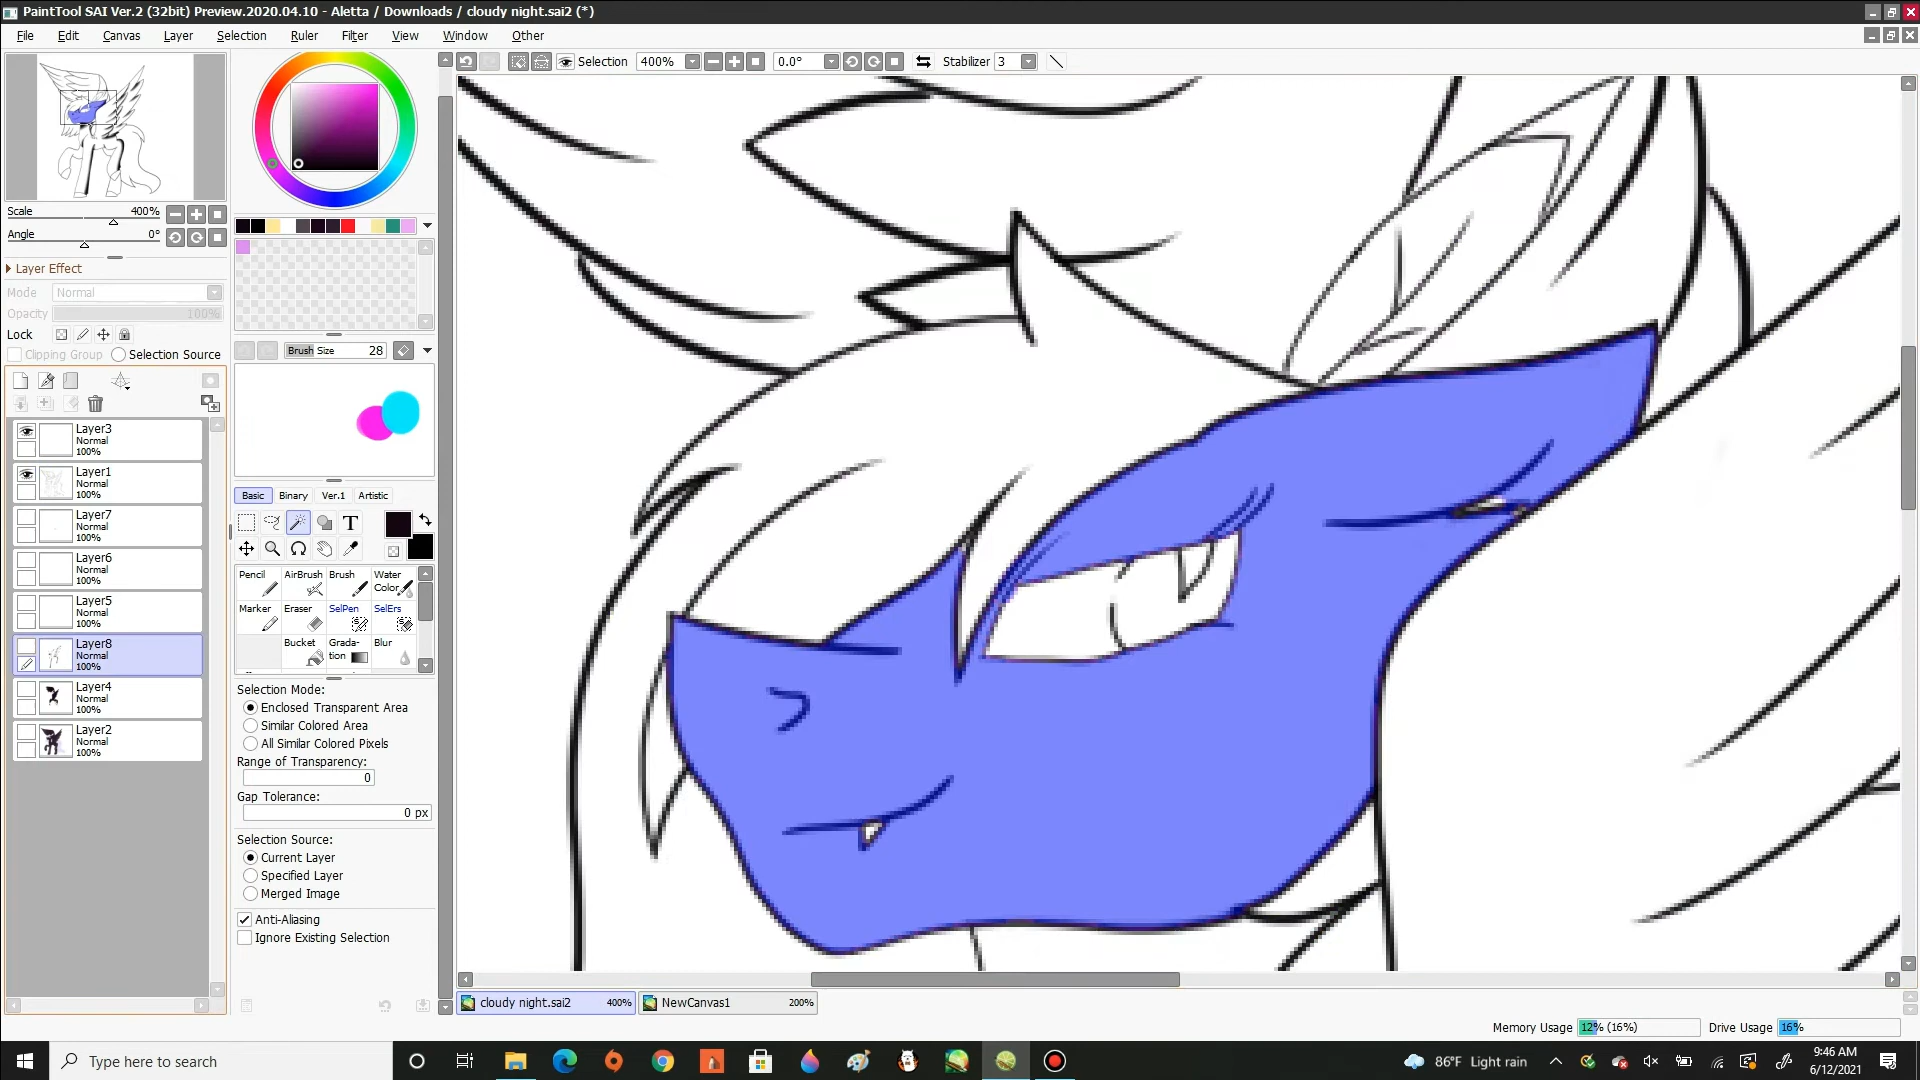 PaintTool SAI Ver.2 (32bit) Preview.2020.04.10 - Aletta / Downloads / cloudy night.sai2 (*)
File Edit Canvas Layer Selection Ruler Filter View Window Other
Selection 400% 0.0° Stabilizer 3
Scale 400%
Angle 0°
Layer Effect
Mode Normal
Opacity 100%
Lock
Clipping Group Selection Source
Layer3
Normal
100%
Layer1
Normal
100%
Layer7
Normal
100%
Layer6
Normal
100%
Layer5
Normal
100%
Layer8
Normal
100%
Layer4
Normal
100%
Layer2
Normal
100%
Brush Size 28
Basic Binary Ver.1 Artistic
T
Pencil AirBrush Brush Water Color
Marker Eraser SelPen SelErs
Bucket Grada-tion Blur
Selection Mode:
Enclosed Transparent Area
Similar Colored Area
All Similar Colored Pixels
Range of Transparency:
0
Gap Tolerance:
0 px
Selection Source:
Current Layer
Specified Layer
Merged Image
Anti-Aliasing
Ignore Existing Selection
cloudy night.sai2 400% NewCanvas1 200%
Memory Usage 12% (16%) Drive Usage 16%
Type here to search
86°F Light rain
9:46 AM
6/12/2021